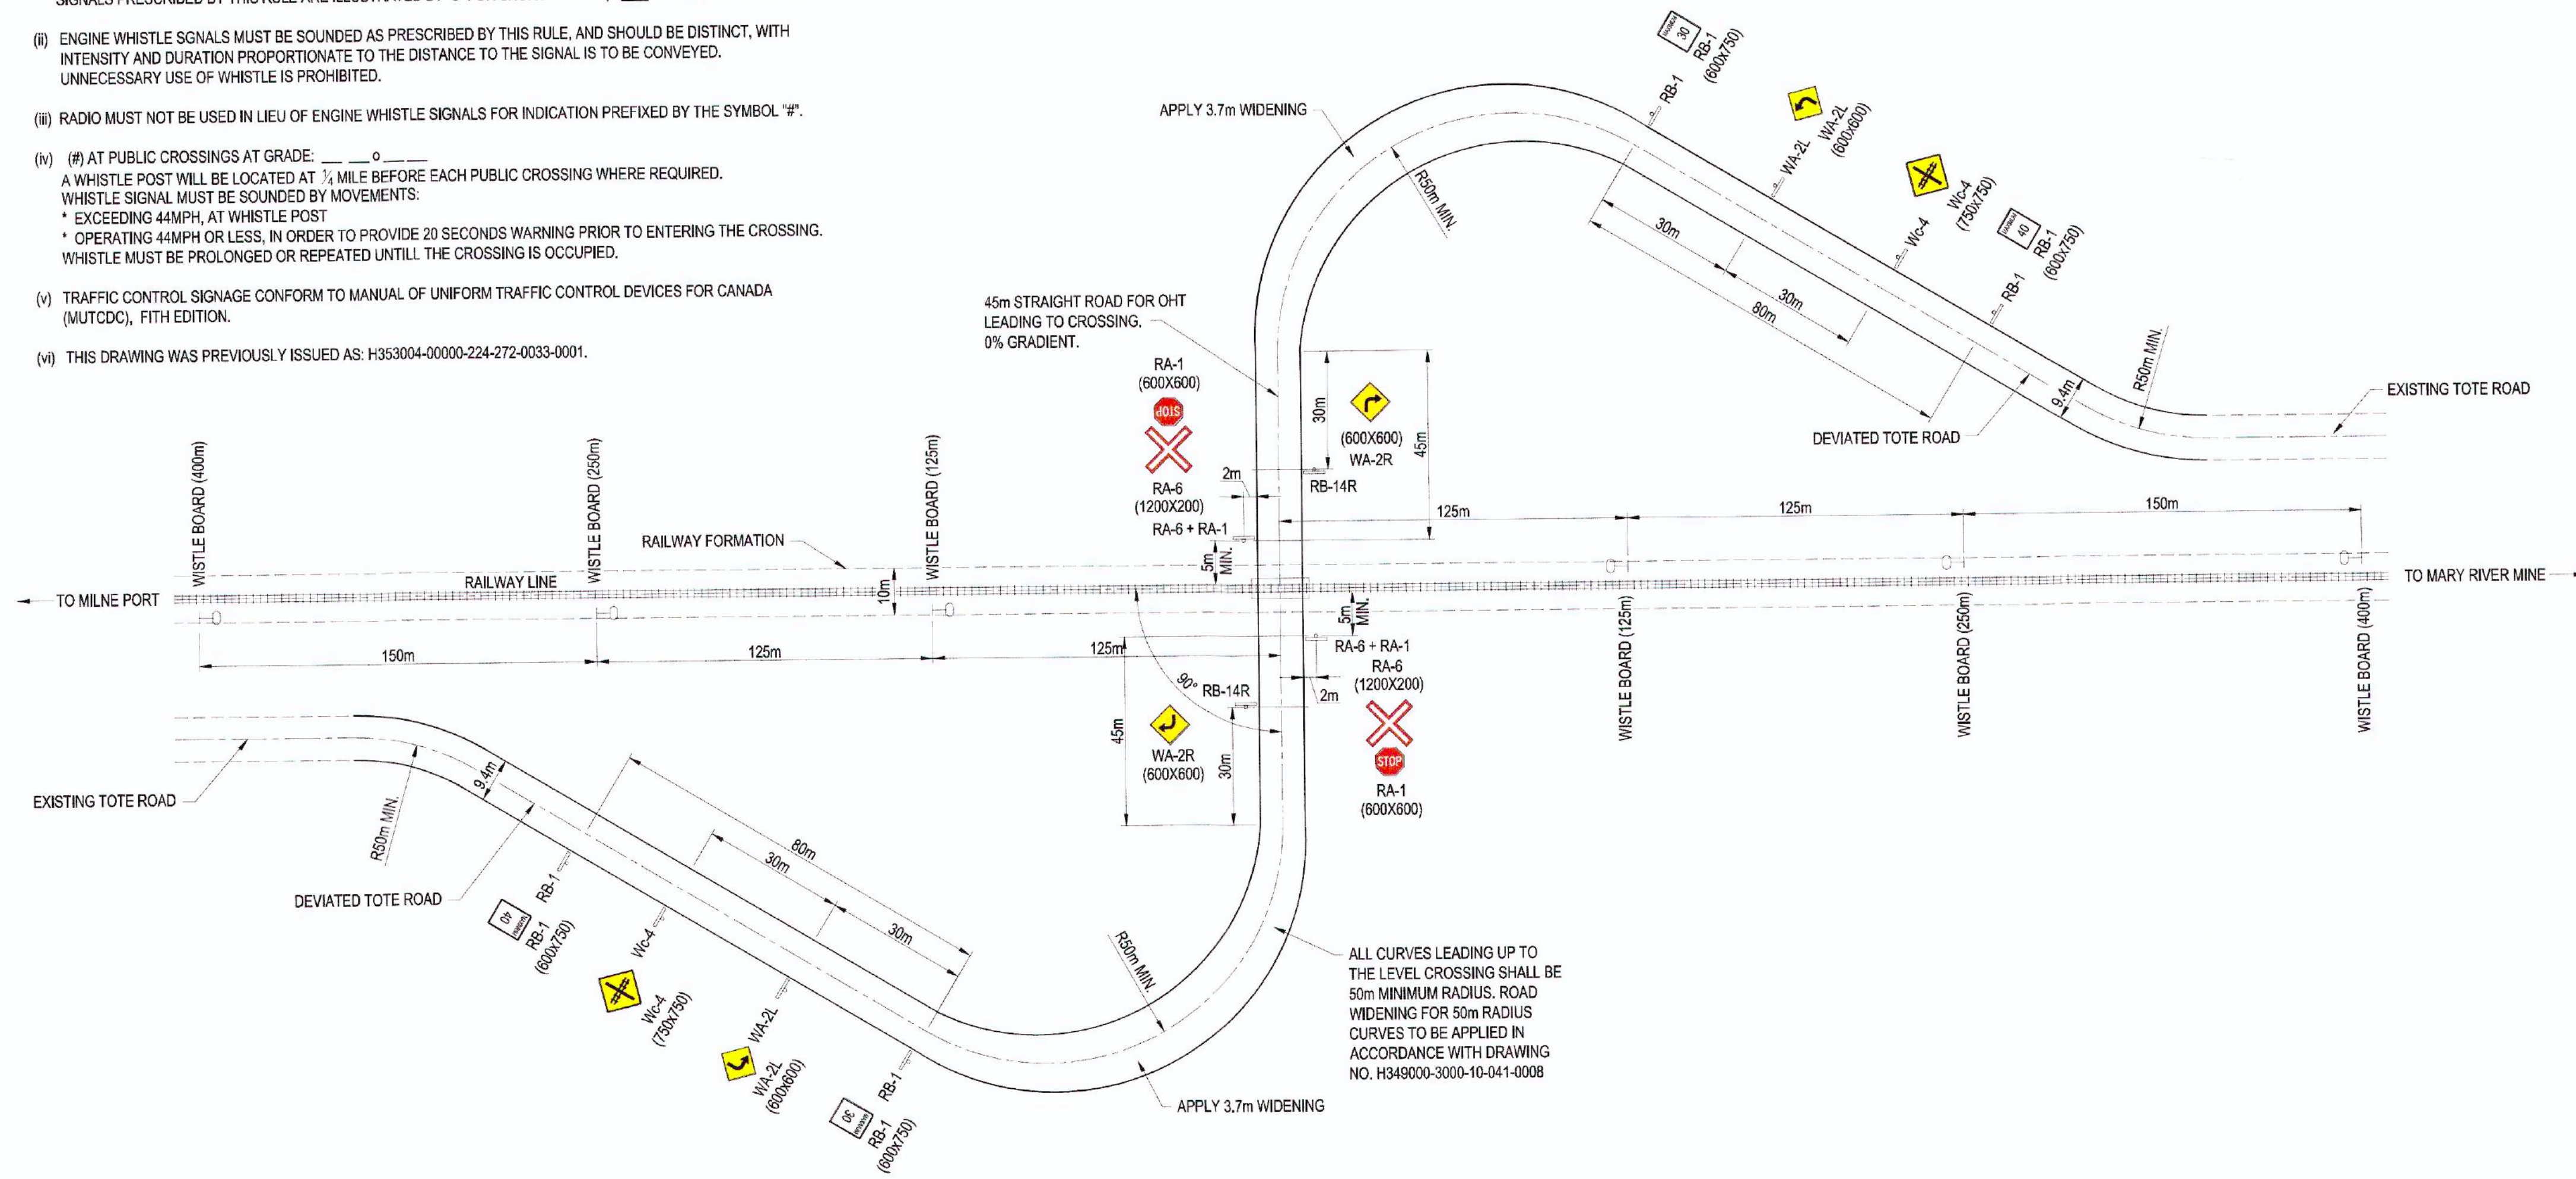 (ii) ENGINE WHISTLE SGNALS MUST BE SOUNDED AS PRESCRIBED BY THIS RULE, AND SHOULD BE DISTINCT, WITH
INTENSITY AND DURATION PROPORTIONATE TO THE DISTANCE TO THE SIGNAL IS TO BE CONVEYED.
UNNECESSARY USE OF WHISTLE IS PROHIBITED.
(iii) RADIO MUST NOT BE USED IN LIEU OF ENGINE WHISTLE SIGNALS FOR INDICATION PREFIXED BY THE SYMBOL "#".
(iv) (#) AT PUBLIC CROSSINGS AT GRADE: __ __ o ____
A WHISTLE POST WILL BE LOCATED AT 1/4 MILE BEFORE EACH PUBLIC CROSSING WHERE REQUIRED.
WHISTLE SIGNAL MUST BE SOUNDED BY MOVEMENTS:
* EXCEEDING 44MPH, AT WHISTLE POST
* OPERATING 44MPH OR LESS, IN ORDER TO PROVIDE 20 SECONDS WARNING PRIOR TO ENTERING THE CROSSING.
WHISTLE MUST BE PROLONGED OR REPEATED UNTILL THE CROSSING IS OCCUPIED.
(v) TRAFFIC CONTROL SIGNAGE CONFORM TO MANUAL OF UNIFORM TRAFFIC CONTROL DEVICES FOR CANADA
(MUTCDC), FITH EDITION.
(vi) THIS DRAWING WAS PREVIOUSLY ISSUED AS: H353004-00000-224-272-0033-0001.
APPLY 3.7m WIDENING
R50m MIN.
MAXIMUM
30
RB-1
(600x750)
RB-1
WA-2L
(600x600)
WA-2L
Wc-4
(750x750)
Wc-4
MAXIMUM
40
RB-1
(600x750)
RB-1
30m
30m
80m
R50m MIN.
9.4m
EXISTING TOTE ROAD
DEVIATED TOTE ROAD
45m STRAIGHT ROAD FOR OHT
LEADING TO CROSSING.
0% GRADIENT.
RA-1
(600X600)
STOP
RA-6
(1200X200)
RA-6 + RA-1
2m
5m
MIN.
30m
45m
(600X600)
WA-2R
RB-14R
125m
125m
150m
WISTLE BOARD (400m)
WISTLE BOARD (250m)
WISTLE BOARD (125m)
RAILWAY FORMATION
RAILWAY LINE
10m
TO MILNE PORT
TO MARY RIVER MINE
150m
125m
125m
90°
RB-14R
5m
MIN.
RA-6 + RA-1
RA-6
(1200X200)
2m
STOP
RA-1
(600X600)
WISTLE BOARD (125m)
WISTLE BOARD (250m)
WISTLE BOARD (400m)
45m
WA-2R
(600X600)
30m
EXISTING TOTE ROAD
R50m MIN.
9.4m
DEVIATED TOTE ROAD
80m
30m
30m
RB-1
MAXIMUM
40
RB-1
(600x750)
Wc-4
Wc-4
(750x750)
WA-2L
WA-2L
(600x600)
RB-1
MAXIMUM
30
RB-1
(600x750)
R50m MIN.
APPLY 3.7m WIDENING
ALL CURVES LEADING UP TO
THE LEVEL CROSSING SHALL BE
50m MINIMUM RADIUS. ROAD
WIDENING FOR 50m RADIUS
CURVES TO BE APPLIED IN
ACCORDANCE WITH DRAWING
NO. H349000-3000-10-041-0008